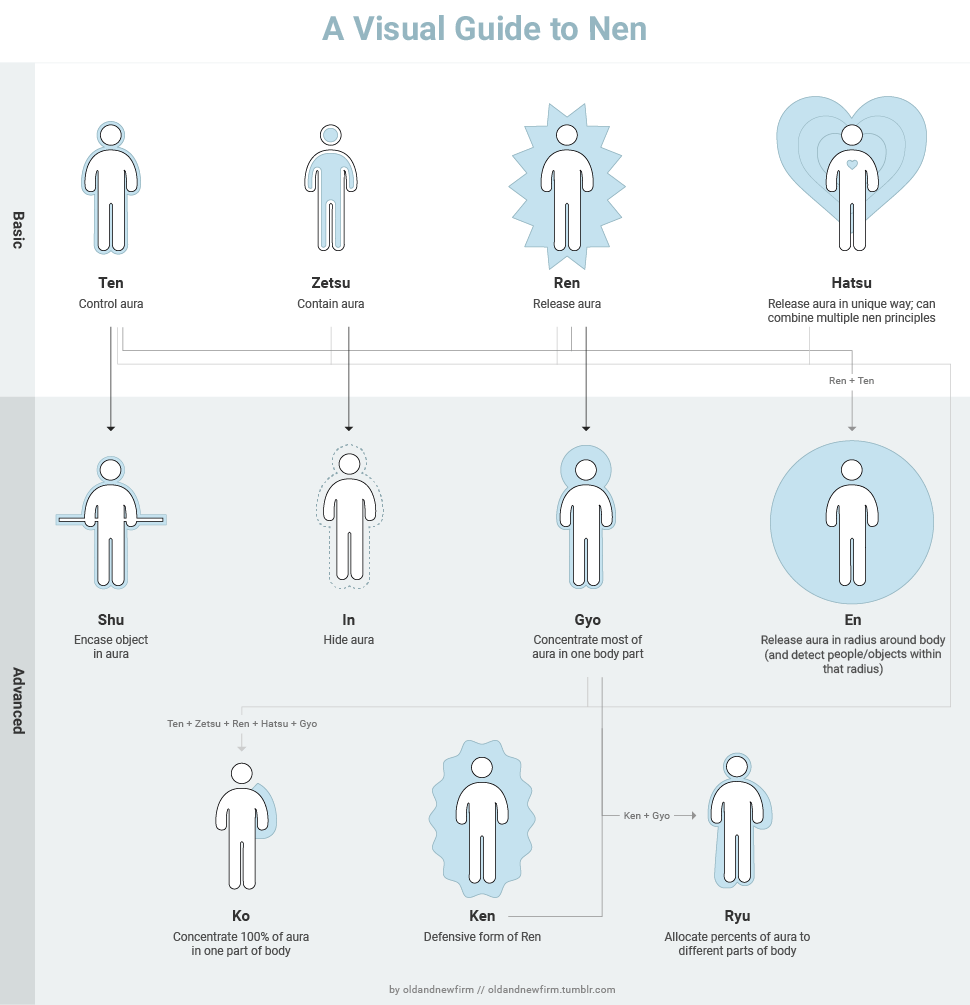 A Visual Guide to Nen
Basic
Ten
Control aura
Zetsu
Contain aura
Ren
Release aura
Hatsu
Release aura in unique way; can
combine multiple nen principles
Ren + Ten
Advanced
Shu
Encase object
in aura
In
Hide aura
Gyo
Concentrate most of
aura in one body part
En
Release aura in radius around body
(and detect people/objects within
that radius)
Ten + Zetsu + Ren + Hatsu + Gyo
Ko
Concentrate 100% of aura
in one part of body
Ken
Defensive form of Ren
Ken + Gyo
Ryu
Allocate percents of aura to
different parts of body
by oldandnewfirm // oldandnewfirm.tumblr.com